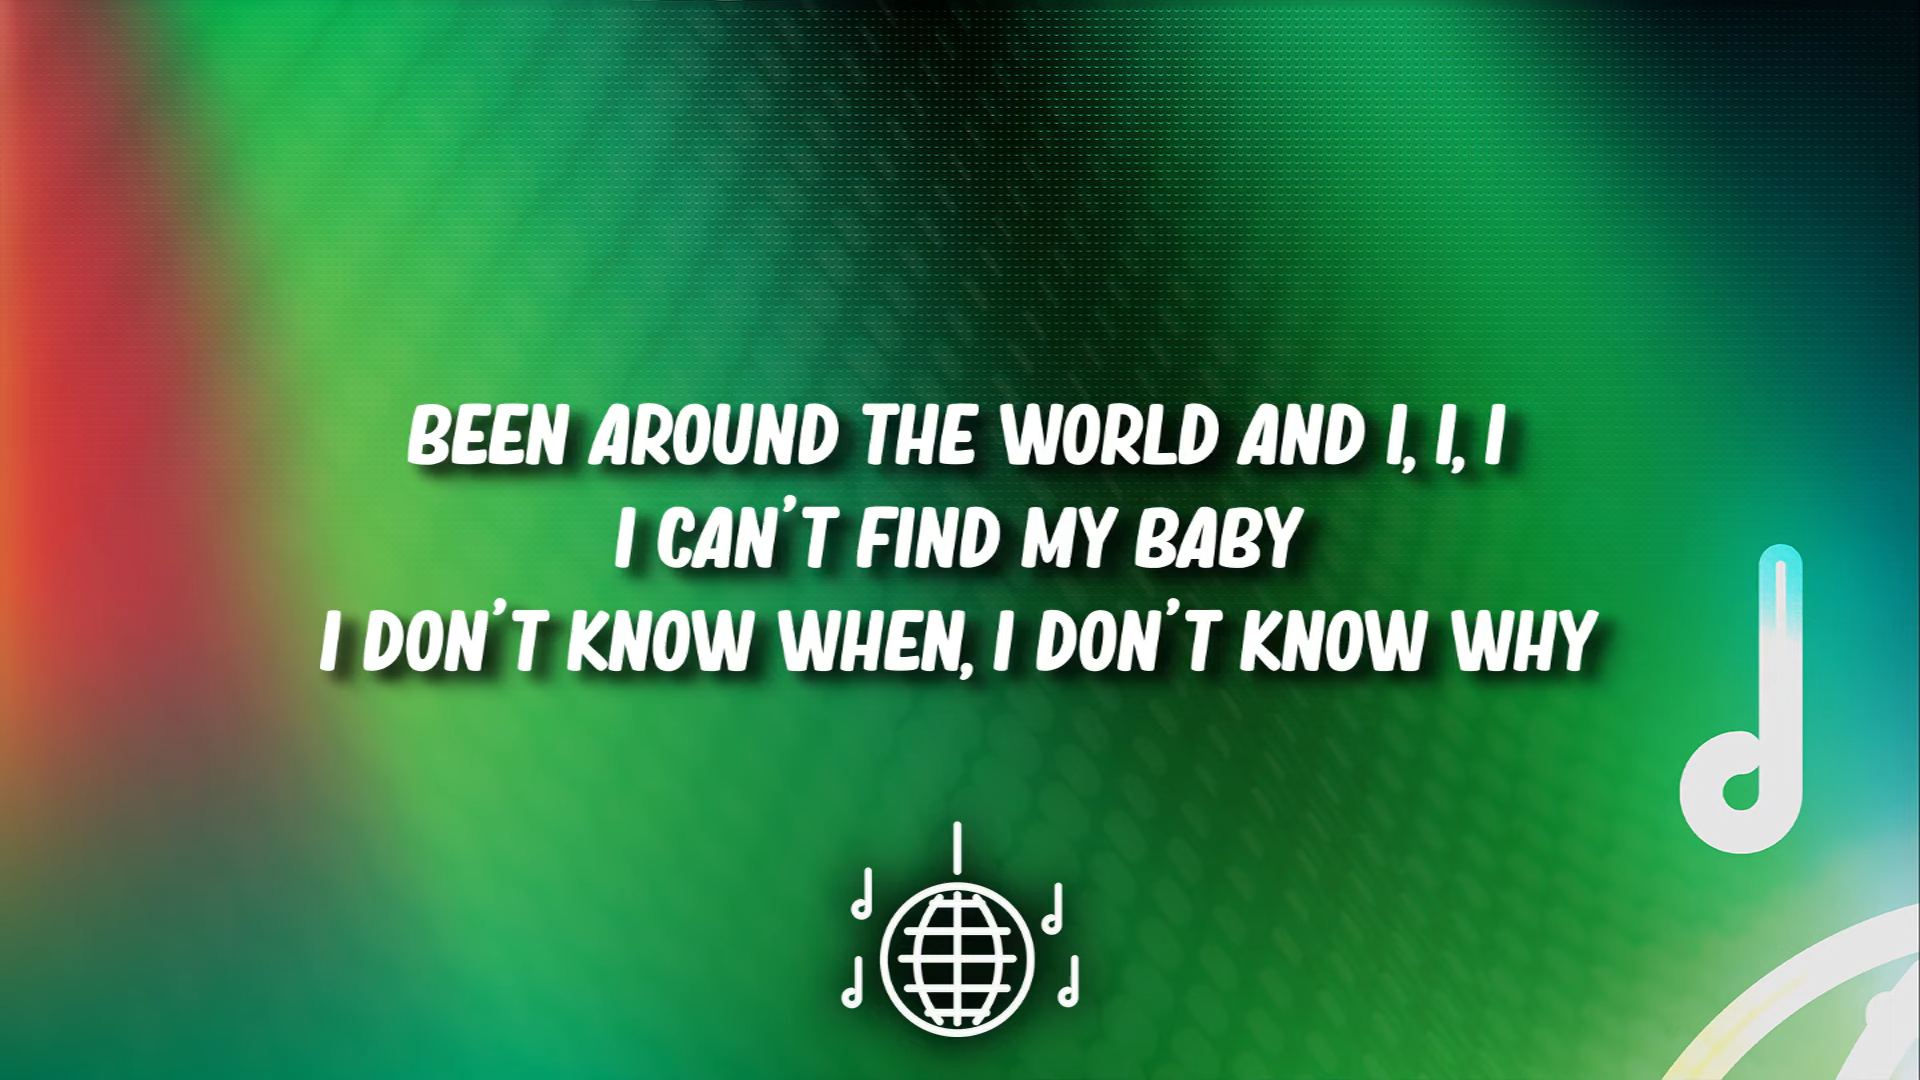 BEEN AROUND THE WORLD AND I, I, I
I CAN'T FIND MY BABY
I DON'T KNOW WHEN, I DON'T KNOW WHY